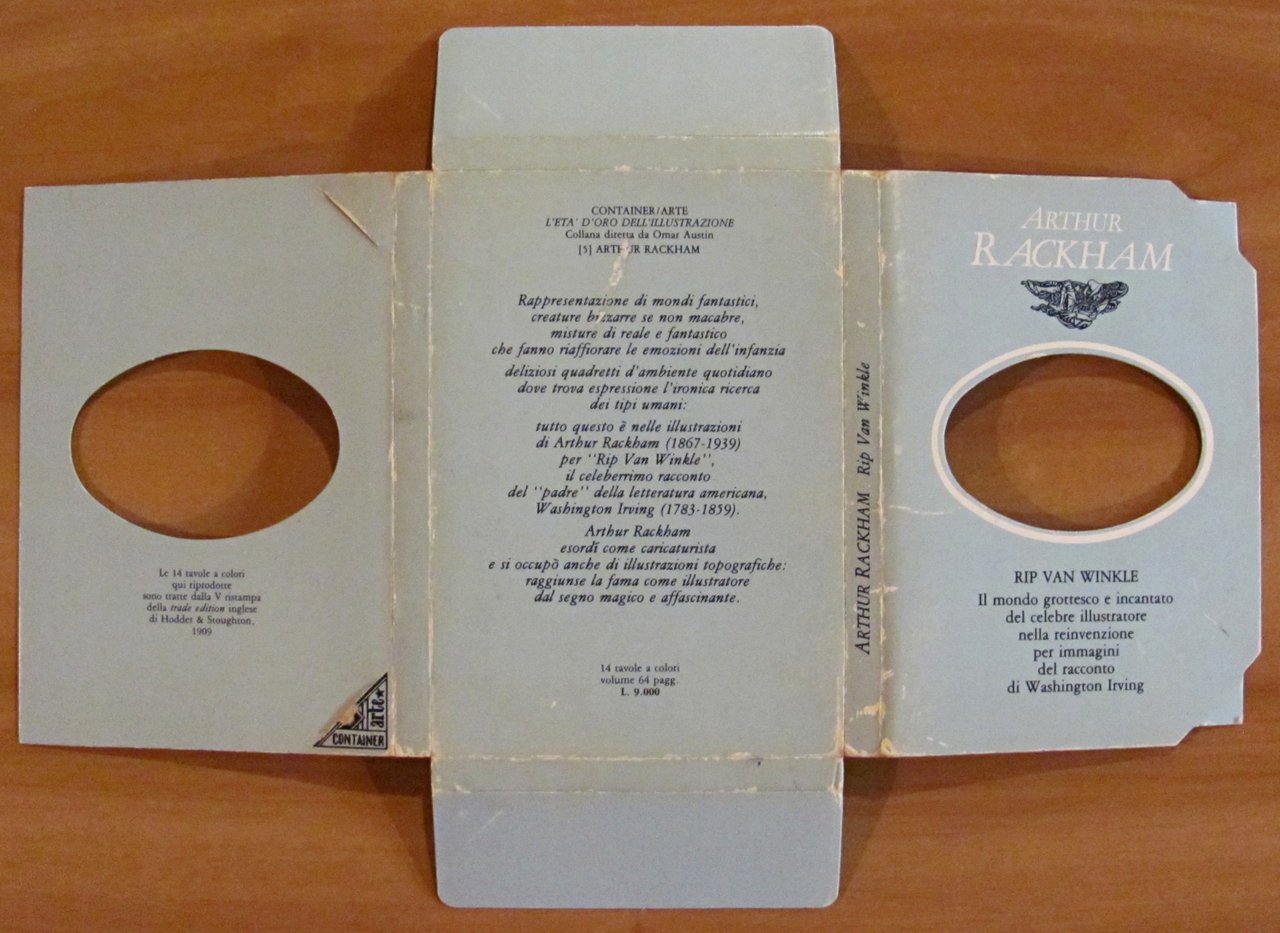 Le 14 tavole a colori
qui riprodotte
sono tratte dalla V ristampa
della trade edition inglese
di Hodder & Stoughton,
1909
arte
CONTAINER
CONTAINER/ARTE
L'ETA' D'ORO DELL'ILLUSTRAZIONE
Collana diretta da Omar Austin
[5] ARTHUR RACKHAM
Rappresentazione di mondi fantastici,
creature bizzarre se non macabre,
misture di reale e fantastico
che fanno riaffiorare le emozioni dell'infanzia
deliziosi quadretti d'ambiente quotidiano
dove trova espressione l'ironica ricerca
dei tipi umani:
tutto questo è nelle illustrazioni
di Arthur Rackham (1867-1939)
per "Rip Van Winkle",
il celeberrimo racconto
del "padre" della letteratura americana,
Washington Irving (1783-1859).
Arthur Rackham
esordì come caricaturista
e si occupò anche di illustrazioni topografiche:
raggiunse la fama come illustratore
dal segno magico e affascinante.
14 tavole a colori
volume 64 pagg.
L. 9.000
ARTHUR RACKHAM Rip Van Winkle
ARTHUR
RACKHAM
RIP VAN WINKLE
Il mondo grottesco e incantato
del celebre illustratore
nella reinvenzione
per immagini
del racconto
di Washington Irving